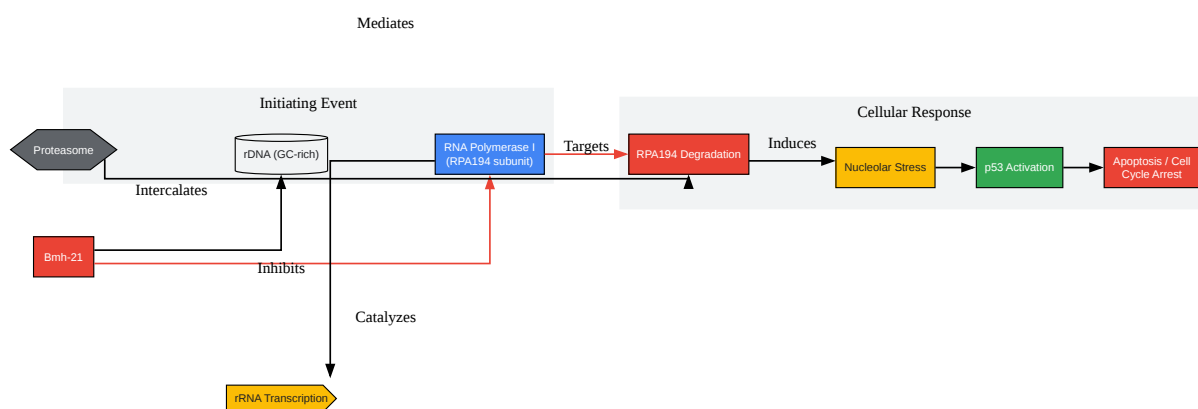 Mediates
Initiating Event
Cellular Response
Proteasome
rDNA (GC-rich)
RNA Polymerase I
(RPA194 subunit)
Targets
RPA194 Degradation
Induces
Nucleolar Stress
p53 Activation
Apoptosis / Cell
Cycle Arrest
Intercalates
Bmh-21
Inhibits
Catalyzes
rRNA Transcription